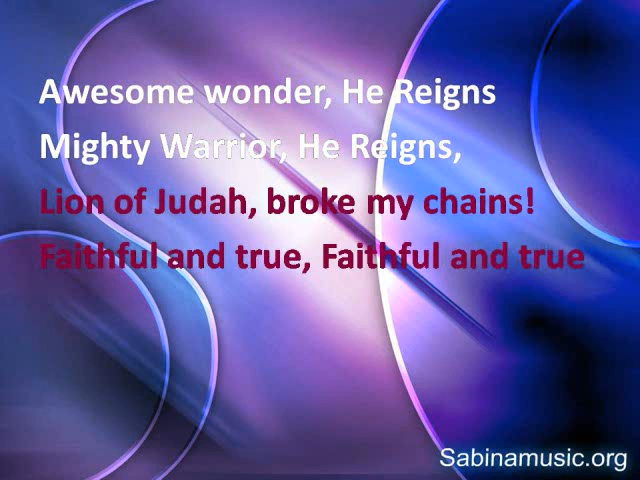 Awesome wonder, He Reigns
Mighty Warrior, He Reigns,
Lion of Judah, broke my chains!
Faithful and true, Faithful and true
Sabinamusic.org